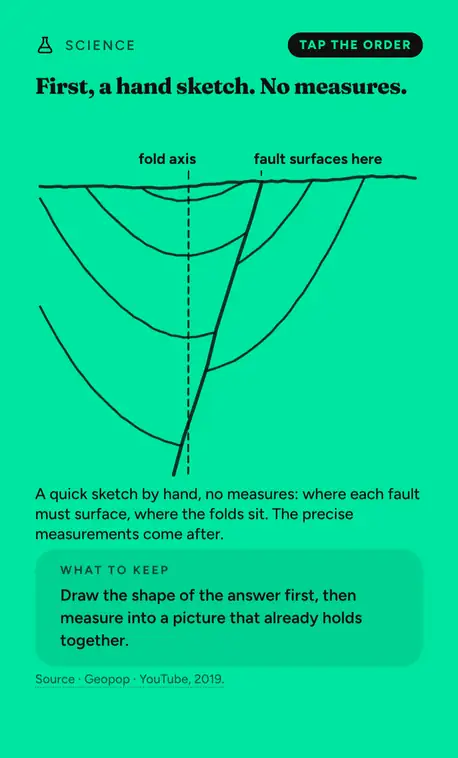 SCIENCE
TAP THE ORDER
First, a hand sketch. No measures.
fold axis
fault surfaces here
A quick sketch by hand, no measures: where each fault
must surface, where the folds sit. The precise
measurements come after.
WHAT TO KEEP
Draw the shape of the answer first, then
measure into a picture that already holds
together.
Source · Geopop · YouTube, 2019.